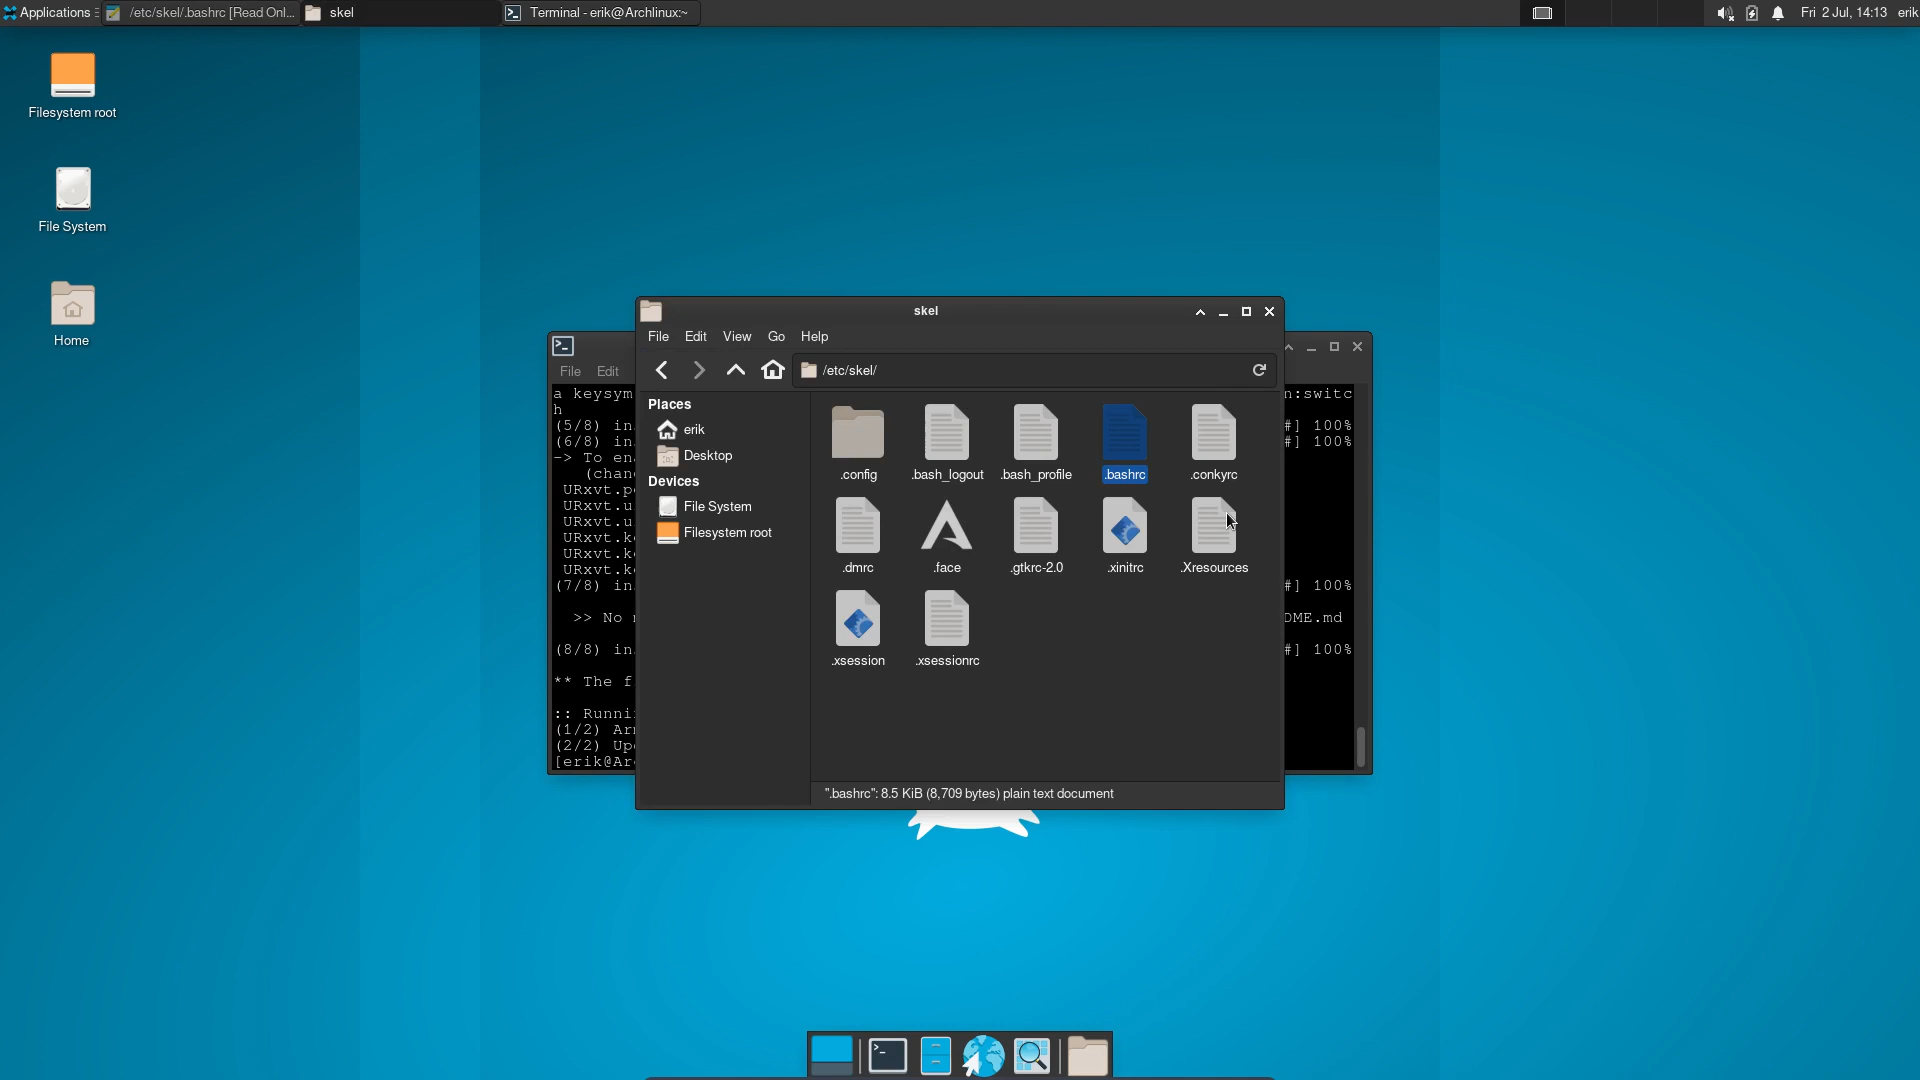 Applications
/etc/skel/.bashrc [Read Onl...
skel
Terminal - erik@Archlinux:~
Fri 2 Jul, 14:13
erik
Filesystem root
File System
Home
skel
File Edit View Go Help
/etc/skel/
Places
erik
Desktop
Devices
File System
Filesystem root
.config
.bash_logout
.bash_profile
.bashrc
.conkyrc
.dmrc
.face
.gtkrc-2.0
.xinitrc
.Xresources
.xsession
.xsessionrc
".bashrc": 8.5 KiB (8,709 bytes) plain text document
File Edit
a keysym
n:switc
h
(5/8) in
#] 100%
(6/8) in
#] 100%
-> To en
(chan
URxvt.p
URxvt.u
URxvt.u
URxvt.k
URxvt.k
URxvt.k
(7/8) in
#] 100%
>> No
DME.md
(8/8) in
#] 100%
** The f
:: Runni
(1/2) Ar
(2/2) Up
[erik@Ar